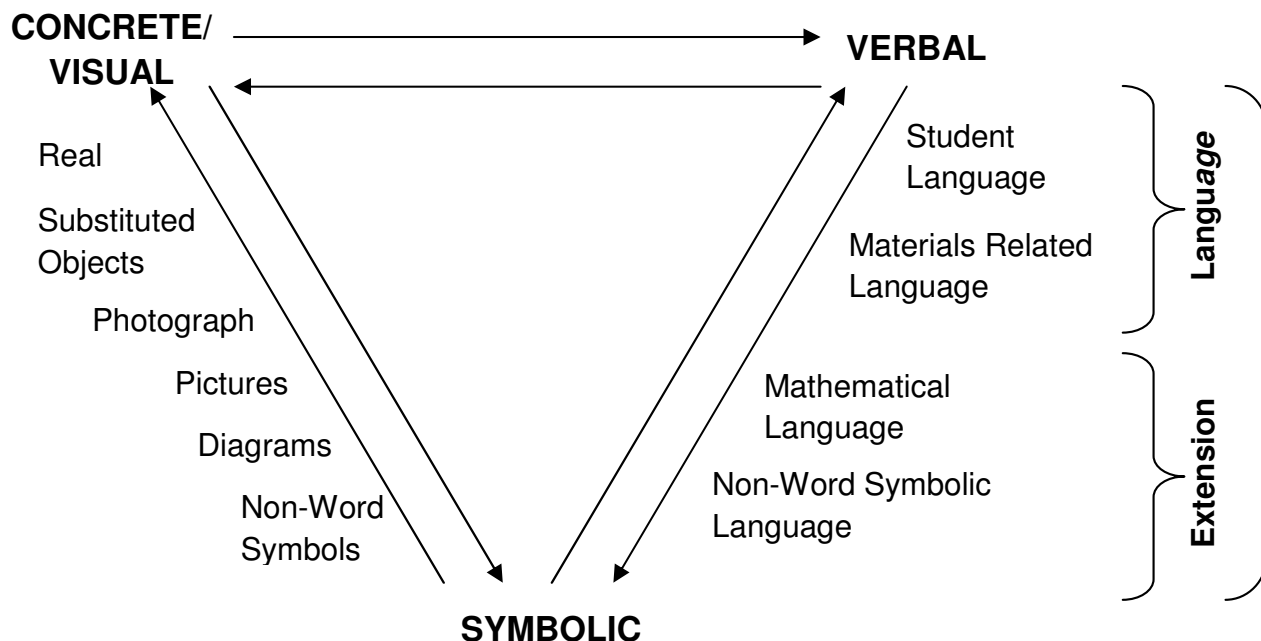 CONCRETE/
VISUAL
VERBAL
Real
Substituted
Objects
Photograph
Pictures
Diagrams
Non-Word
Symbols
Student
Language
Materials Related
Language
Mathematical
Language
Non-Word Symbolic
Language
Language
Extension
SYMBOLIC